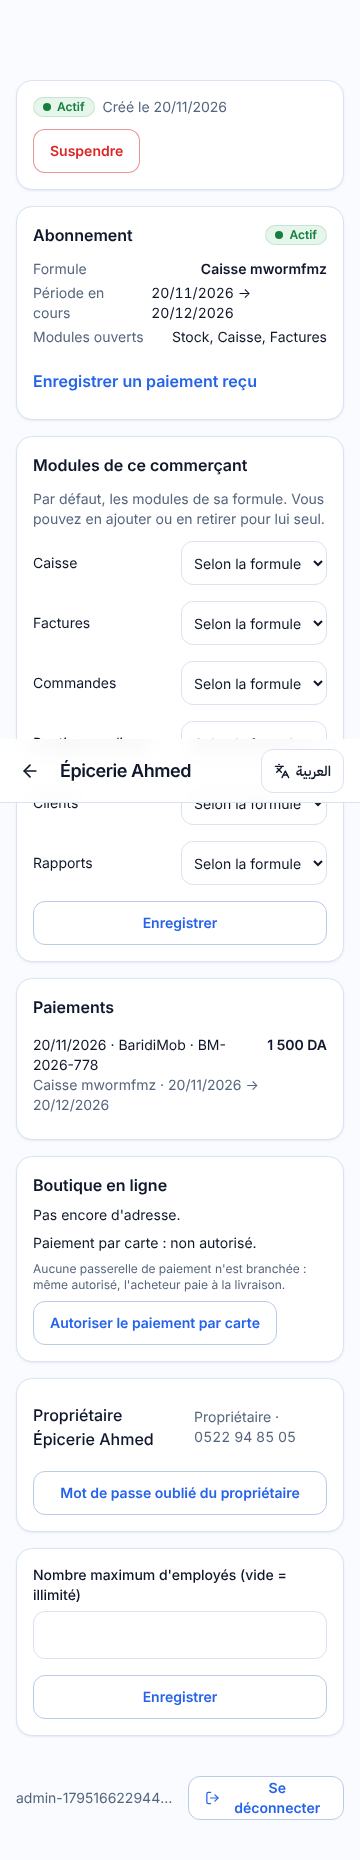 Actif Créé le 20/11/2026
Suspendre
Abonnement Actif
Formule Caisse mwormfmz
Période en cours 20/11/2026 → 20/12/2026
Modules ouverts Stock, Caisse, Factures
Enregistrer un paiement reçu
Modules de ce commerçant
Par défaut, les modules de sa formule. Vous
pouvez en ajouter ou en retirer pour lui seul.
Caisse Selon la formule
Factures Selon la formule
Commandes Selon la formule
Épicerie Ahmed العربية
Clients Selon la formule
Rapports Selon la formule
Enregistrer
Paiements
20/11/2026 · BaridiMob · BM-
2026-778 1 500 DA
Caisse mwormfmz · 20/11/2026 →
20/12/2026
Boutique en ligne
Pas encore d'adresse.
Paiement par carte : non autorisé.
Aucune passerelle de paiement n'est branchée :
même autorisé, l'acheteur paie à la livraison.
Autoriser le paiement par carte
Propriétaire
Épicerie Ahmed
Propriétaire ·
0522 94 85 05
Mot de passe oublié du propriétaire
Nombre maximum d'employés (vide =
illimité)
Enregistrer
admin-179516622944...
Se
déconnecter